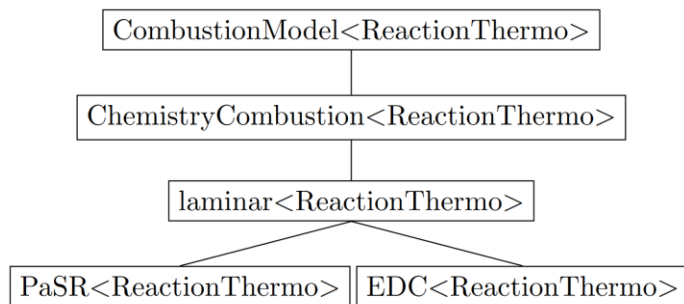 CombustionModel<ReactionThermo>
ChemistryCombustion<ReactionThermo>
laminar<ReactionThermo>
PaSR<ReactionThermo> EDC<ReactionThermo>